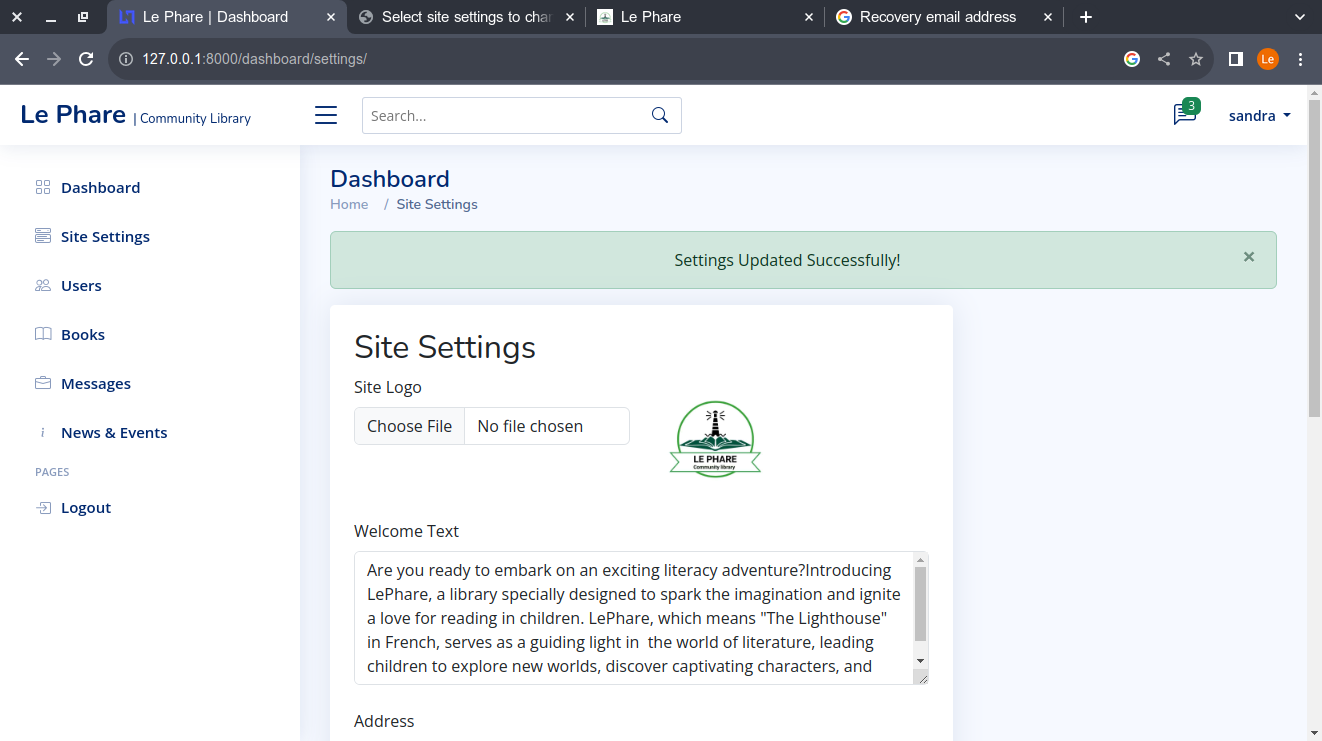 Le Phare | Dashboard
Select site settings to char
Le Phare
Recovery email address
127.0.0.1:8000/dashboard/settings/
Le
Le Phare | Community Library
Search...
3
sandra
Dashboard
Site Settings
Users
Books
Messages
News & Events
PAGES
Logout
Dashboard
Home / Site Settings
Settings Updated Successfully!
Site Settings
Site Logo
Choose File No file chosen
LE PHARE
Community library
Welcome Text
Are you ready to embark on an exciting literacy adventure?Introducing
LePhare, a library specially designed to spark the imagination and ignite
a love for reading in children. LePhare, which means "The Lighthouse"
in French, serves as a guiding light in  the world of literature, leading
children to explore new worlds, discover captivating characters, and
Address